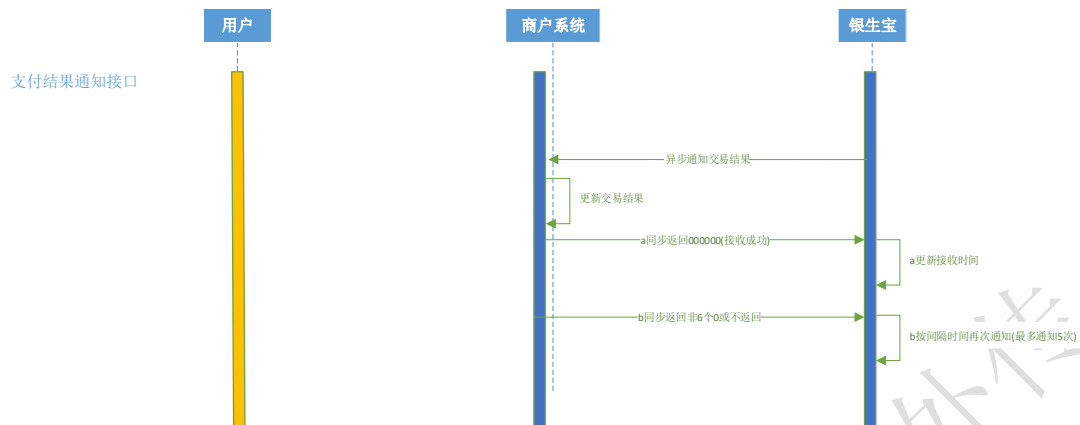 用户
商户系统
银生宝
支付结果通知接口
异步通知交易结果
更新交易结果
a同步返回000000(接收成功)
a更新接收时间
b同步返回非6个0或不返回
b按间隔时间再次通知(最多通知5次)